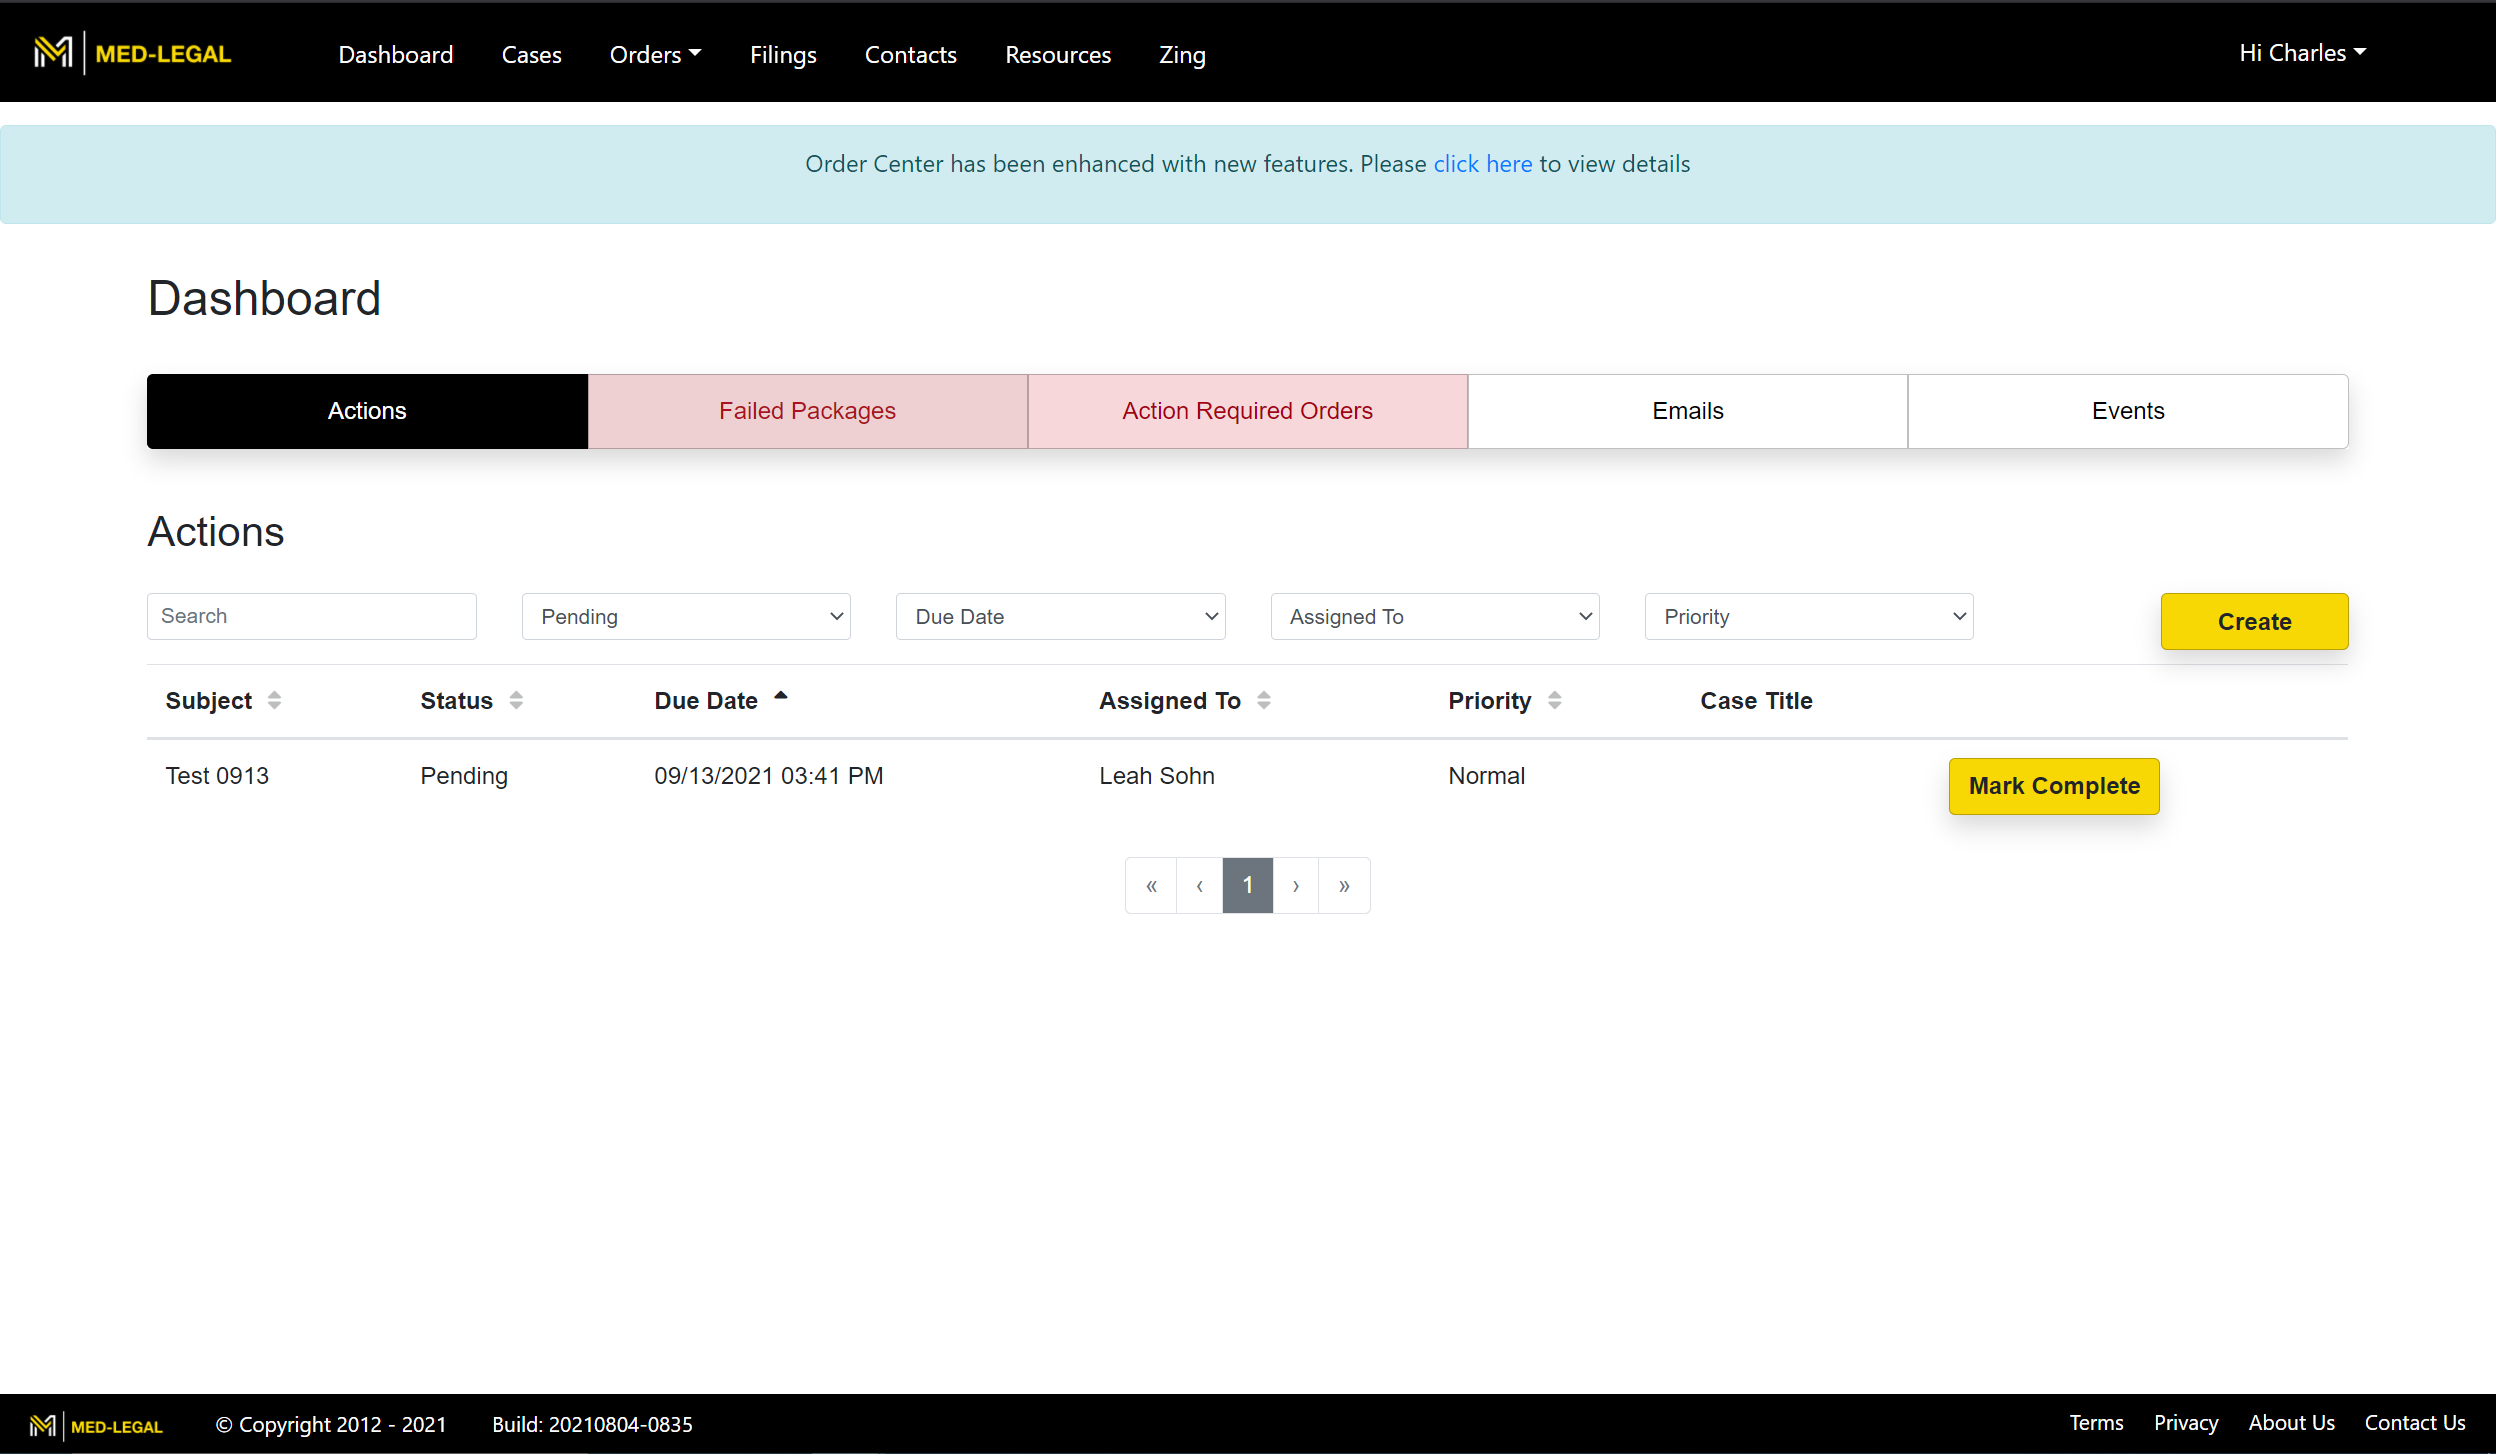 MED-LEGAL Dashboard Cases Orders Filings Contacts Resources Zing Hi Charles
Order Center has been enhanced with new features. Please click here to view details
Dashboard
Actions Failed Packages Action Required Orders Emails Events
Actions
Search Pending Due Date Assigned To Priority Create
Subject Status Due Date Assigned To Priority Case Title
Test 0913 Pending 09/13/2021 03:41 PM Leah Sohn Normal Mark Complete
« ‹ 1 › »
MED-LEGAL © Copyright 2012 - 2021 Build: 20210804-0835 Terms Privacy About Us Contact Us